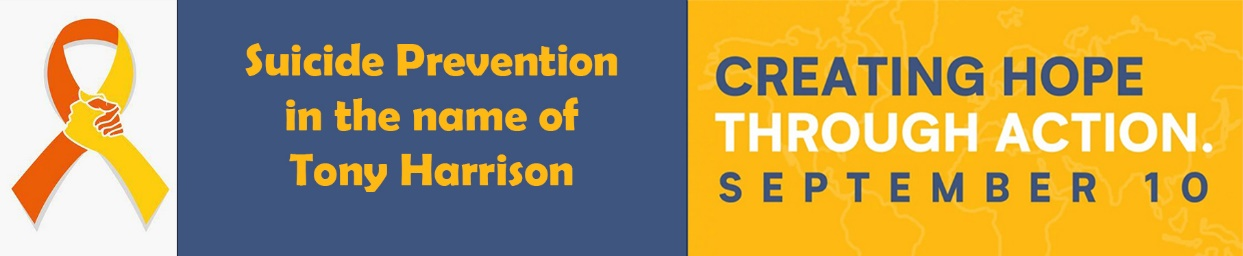 Suicide Prevention
in the name of
Tony Harrison
CREATING HOPE
THROUGH ACTION.
SEPTEMBER 10